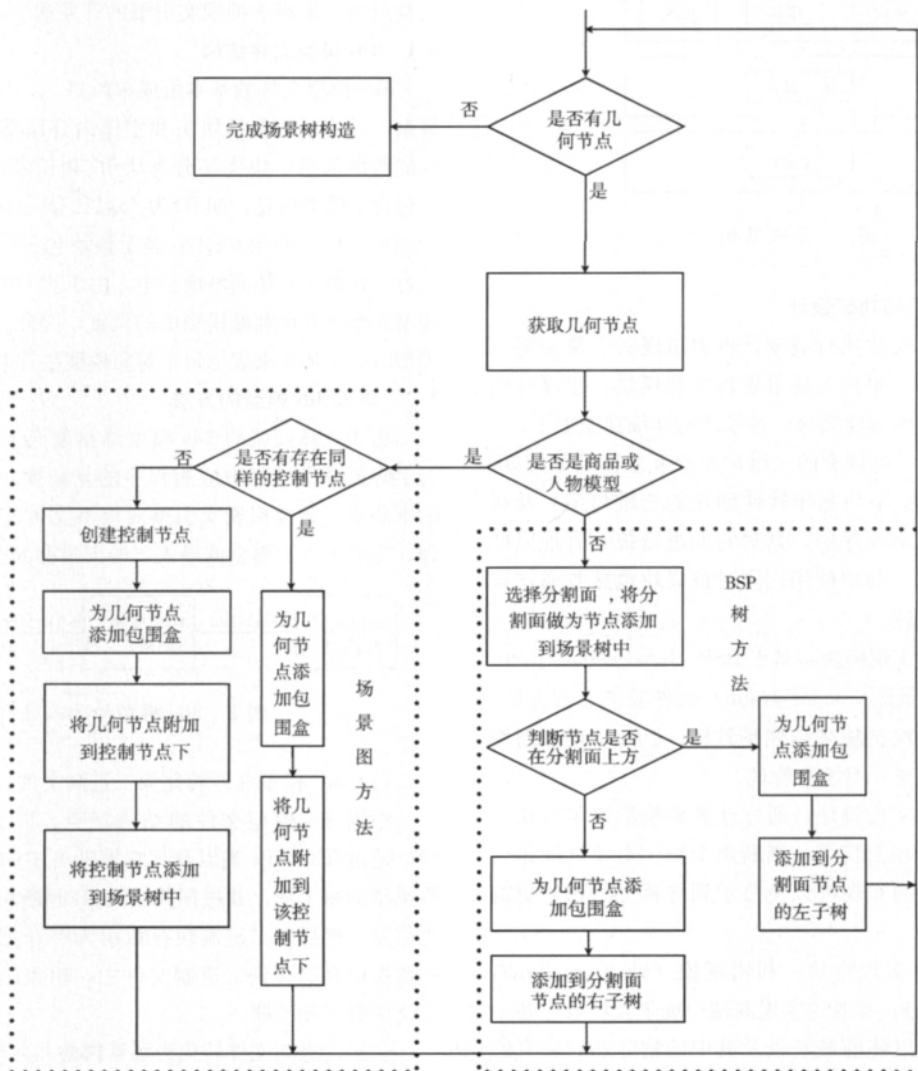 是否有几
何节点
否
完成场景树构造
是
获取几何节点
是否是商品或
人物模型
是
是否有存在同
样的控制节点
否
是
创建控制节点
为几何节点
添加包围盒
将几何节点附加
到控制节点下
将控制节点添加
到场景树中
为几
何节
点添
加包
围盒
将几
何节
点附
加到
该控
制节
点下
场
景
图
方
法
否
选择分割面,将分
割面做为节点添加
到场景树中
BSP
树
方
法
判断节点是否
在分割面上方
是
为几何节
点添加包
围盒
添加到分
割面节点
的左子树
否
为几何节点添
加包围盒
添加到分割面
节点的右子树